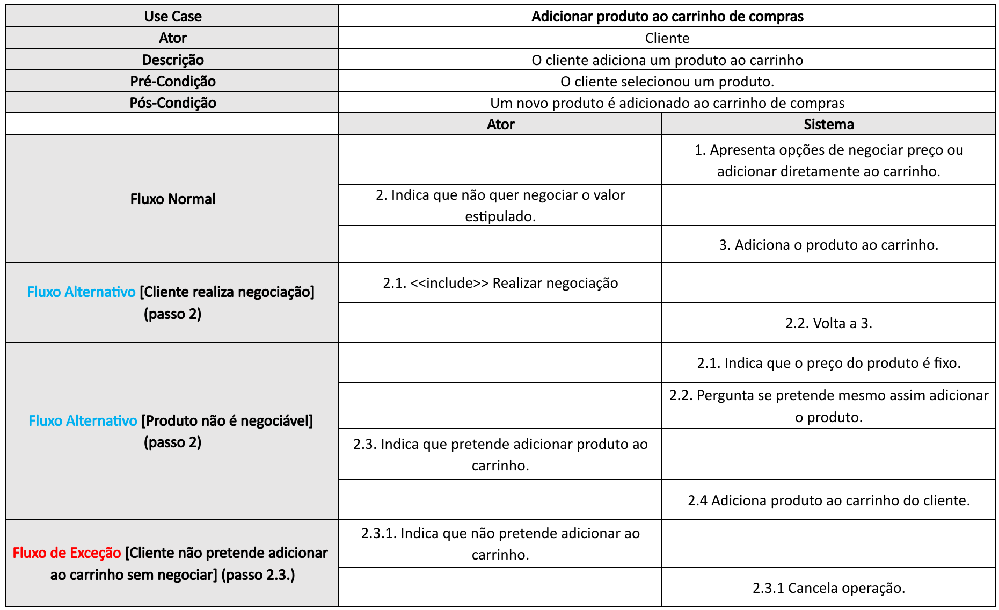 Use Case
Adicionar produto ao carrinho de compras
Ator
Cliente
Descrição
O cliente adiciona um produto ao carrinho
Pré-Condição
O cliente selecionou um produto.
Pós-Condição
Um novo produto é adicionado ao carrinho de compras
Ator
Sistema
Fluxo Normal
1. Apresenta opções de negociar preço ou
adicionar diretamente ao carrinho.
2. Indica que não quer negociar o valor
estipulado.
3. Adiciona o produto ao carrinho.
Fluxo Alternativo [Cliente realiza negociação]
(passo 2)
2.1. <<include>> Realizar negociação
2.2. Volta a 3.
Fluxo Alternativo [Produto não é negociável]
(passo 2)
2.1. Indica que o preço do produto é fixo.
2.2. Pergunta se pretende mesmo assim adicionar
o produto.
2.3. Indica que pretende adicionar produto ao
carrinho.
2.4 Adiciona produto ao carrinho do cliente.
Fluxo de Exceção [Cliente não pretende adicionar
ao carrinho sem negociar] (passo 2.3.)
2.3.1. Indica que não pretende adicionar ao
carrinho.
2.3.1 Cancela operação.